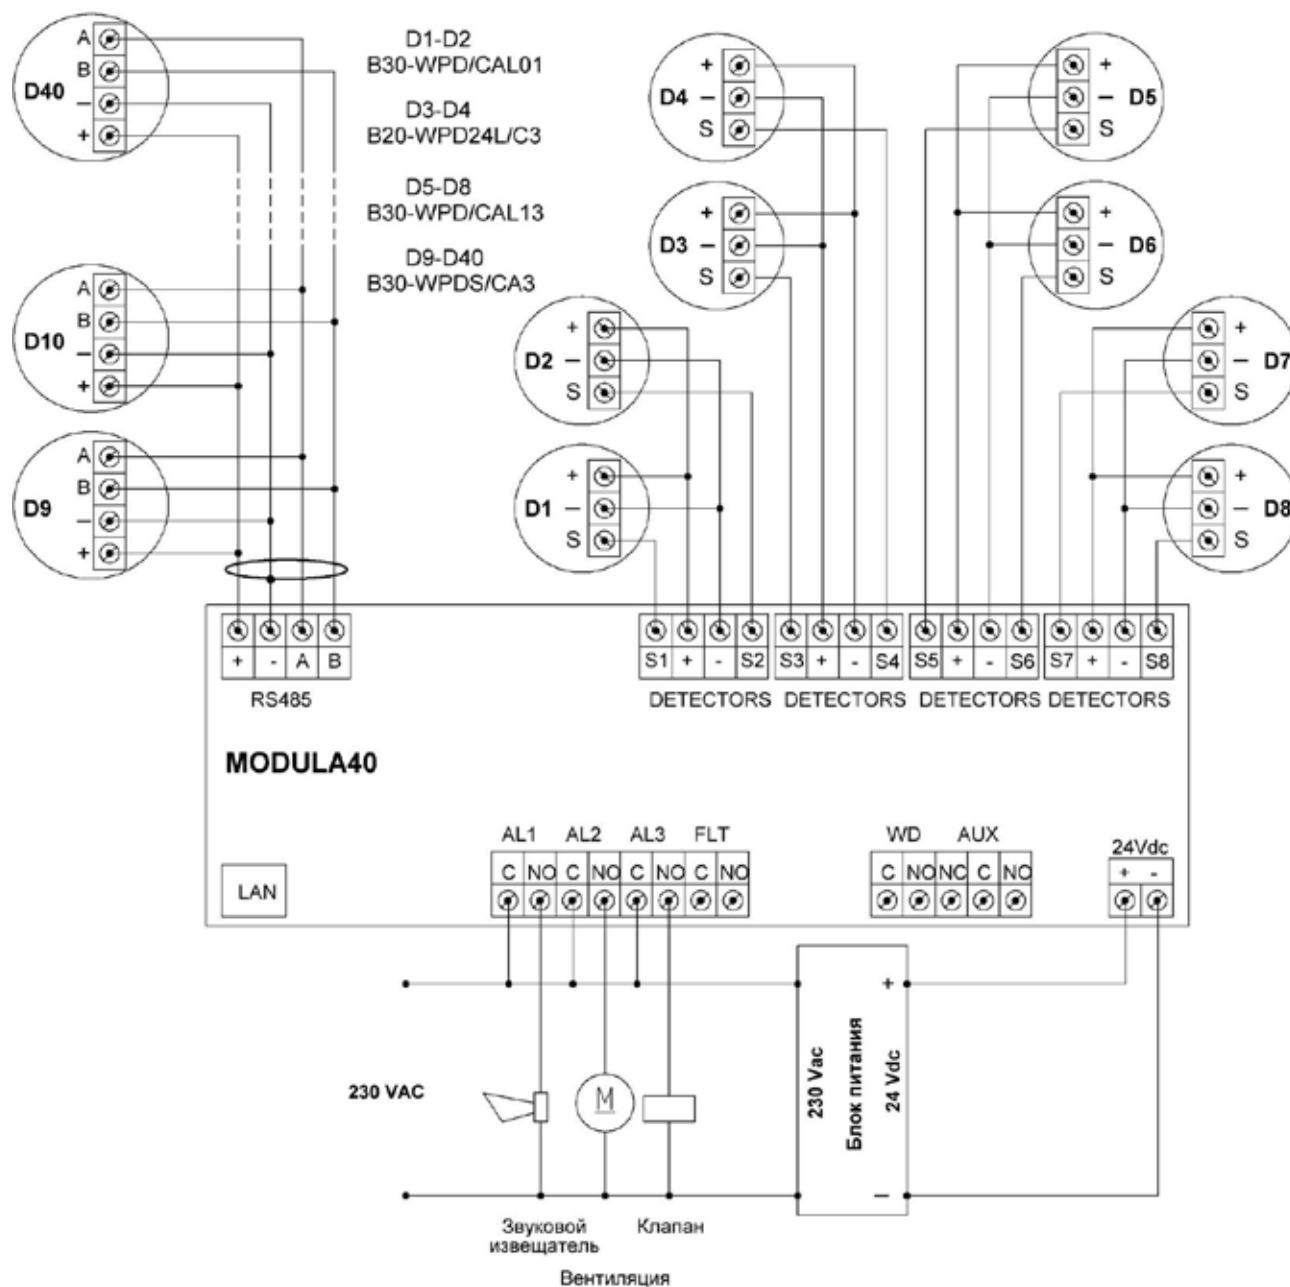 A
B
D40
–
+
D1-D2
B30-WPD/CAL01
D3-D4
B20-WPD24L/C3
D5-D8
B30-WPD/CAL13
D9-D40
B30-WPDS/CA3
+
D4 –
S
+
– D5
S
+
D3 –
S
+
– D6
S
A
B
D10 –
+
+
D2 –
S
+
– D7
S
A
B
D9
–
+
+
D1 –
S
+
– D8
S
+ - A B
RS485
S1 + - S2
DETECTORS
S3 + - S4
DETECTORS
S5 + - S6
DETECTORS
S7 + - S8
DETECTORS
MODULA40
AL1 AL2 AL3 FLT
C NO C NO C NO C NO
WD AUX
C NO NC C NO
24Vdc
+ -
LAN
230 VAC
M
230 Vac
Блок питания
24 Vdc
+
–
Звуковой
извещатель
Клапан
Вентиляция